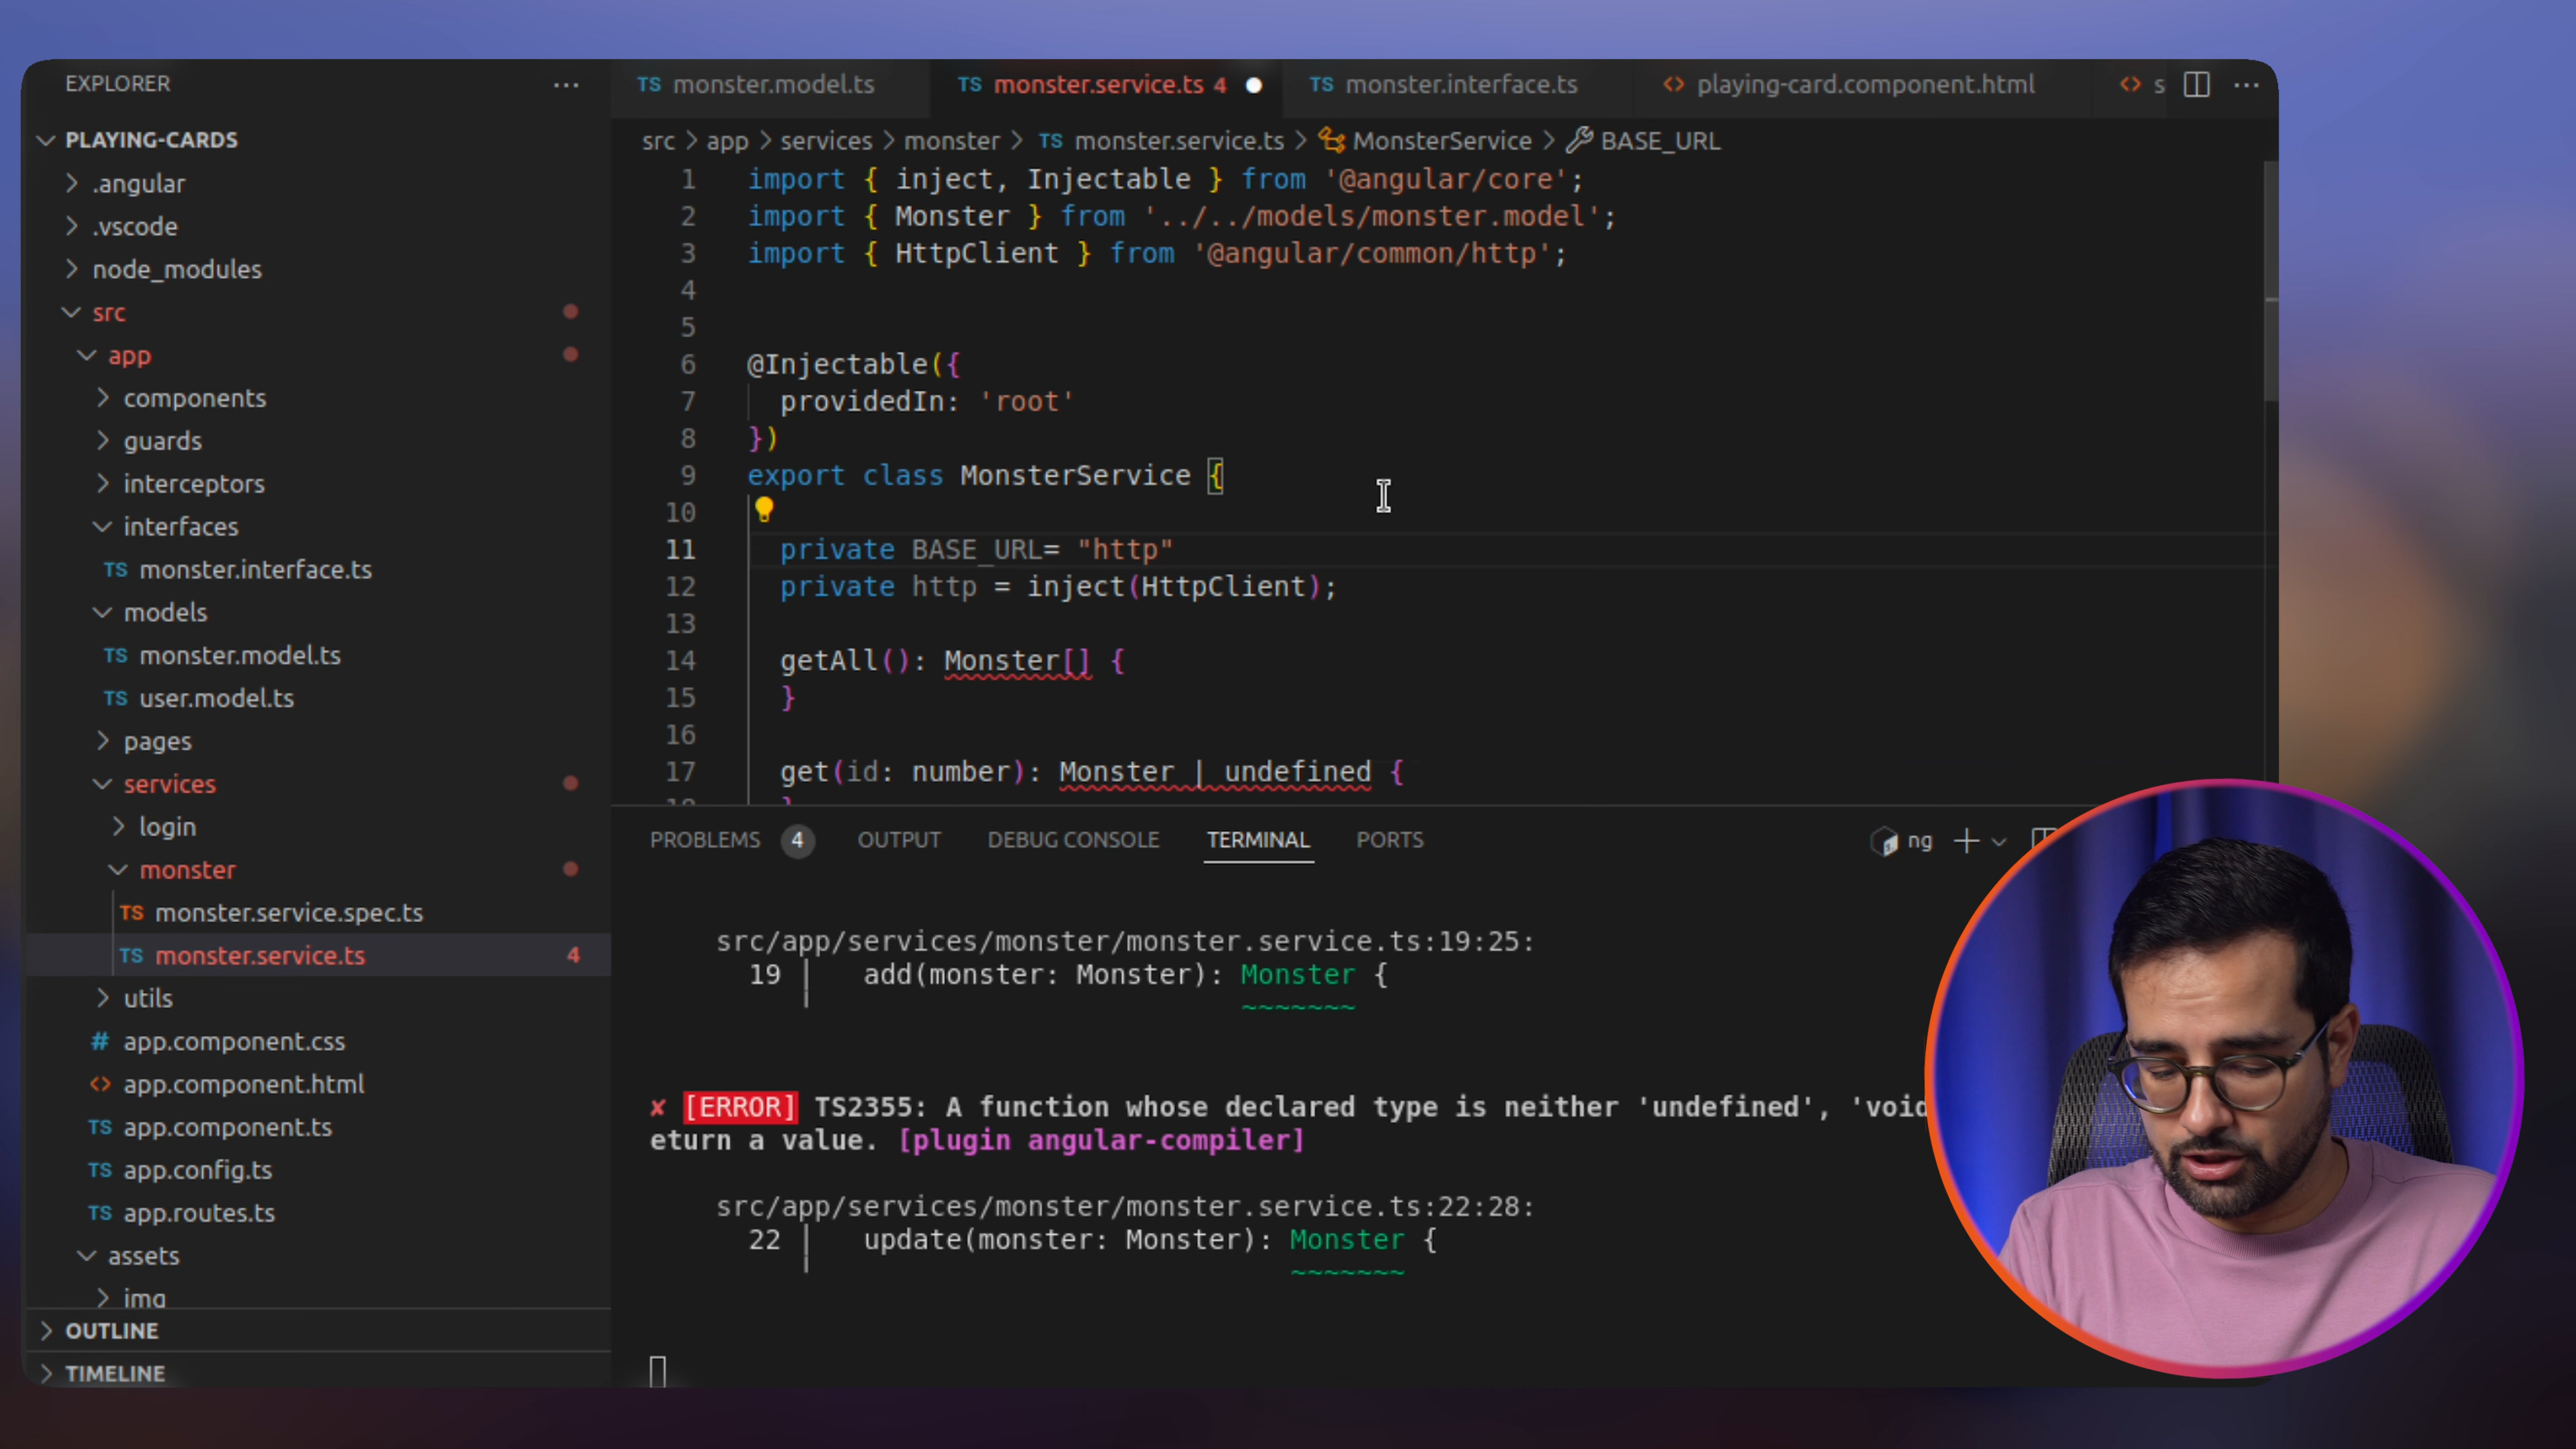 EXPLORER
PLAYING-CARDS
.angular
.vscode
node_modules
src
app
components
guards
interceptors
interfaces
TS monster.interface.ts
models
TS monster.model.ts
TS user.model.ts
pages
services
login
monster
TS monster.service.spec.ts
TS monster.service.ts 4
utils
# app.component.css
<> app.component.html
TS app.component.ts
TS app.config.ts
TS app.routes.ts
assets
img
OUTLINE
TIMELINE
TS monster.model.ts TS monster.service.ts 4 TS monster.interface.ts <> playing-card.component.html <> s
src > app > services > monster > TS monster.service.ts > MonsterService > BASE_URL
1 import { inject, Injectable } from '@angular/core';
2 import { Monster } from '../../models/monster.model';
3 import { HttpClient } from '@angular/common/http';
4
5
6 @Injectable({
7 providedIn: 'root'
8 })
9 export class MonsterService {
10
11 private BASE_URL= "http"
12 private http = inject(HttpClient);
13
14 getAll(): Monster[] {
15 }
16
17 get(id: number): Monster | undefined {
PROBLEMS 4 OUTPUT DEBUG CONSOLE TERMINAL PORTS ng
src/app/services/monster/monster.service.ts:19:25:
19 | add(monster: Monster): Monster {
~~~~~~~
✘ [ERROR] TS2355: A function whose declared type is neither 'undefined', 'void
eturn a value. [plugin angular-compiler]
src/app/services/monster/monster.service.ts:22:28:
22 | update(monster: Monster): Monster {
~~~~~~~